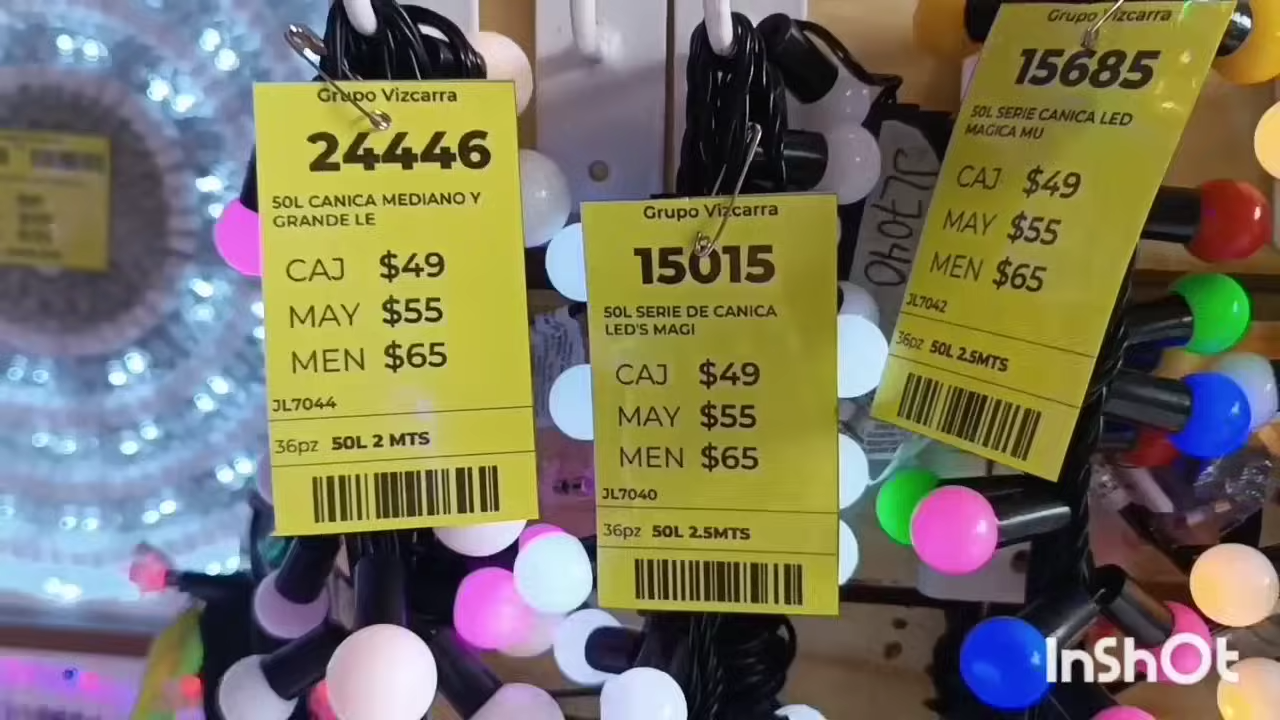 Grupo Vizcarra
24446
50L CANICA MEDIANO Y
GRANDE LE
CAJ $49
MAY $55
MEN $65
JL7044
36pz 50L 2 MTS
Grupo Vizcarra
15015
50L SERIE DE CANICA
LED'S MAGI
CAJ $49
MAY $55
MEN $65
JL7040
36pz 50L 2.5MTS
JL7040
Grupo Vizcarra
15685
50L SERIE CANICA LED
MAGICA MU
CAJ $49
MAY $55
MEN $65
JL7042
36pz 50L 2.5MTS
InShOt